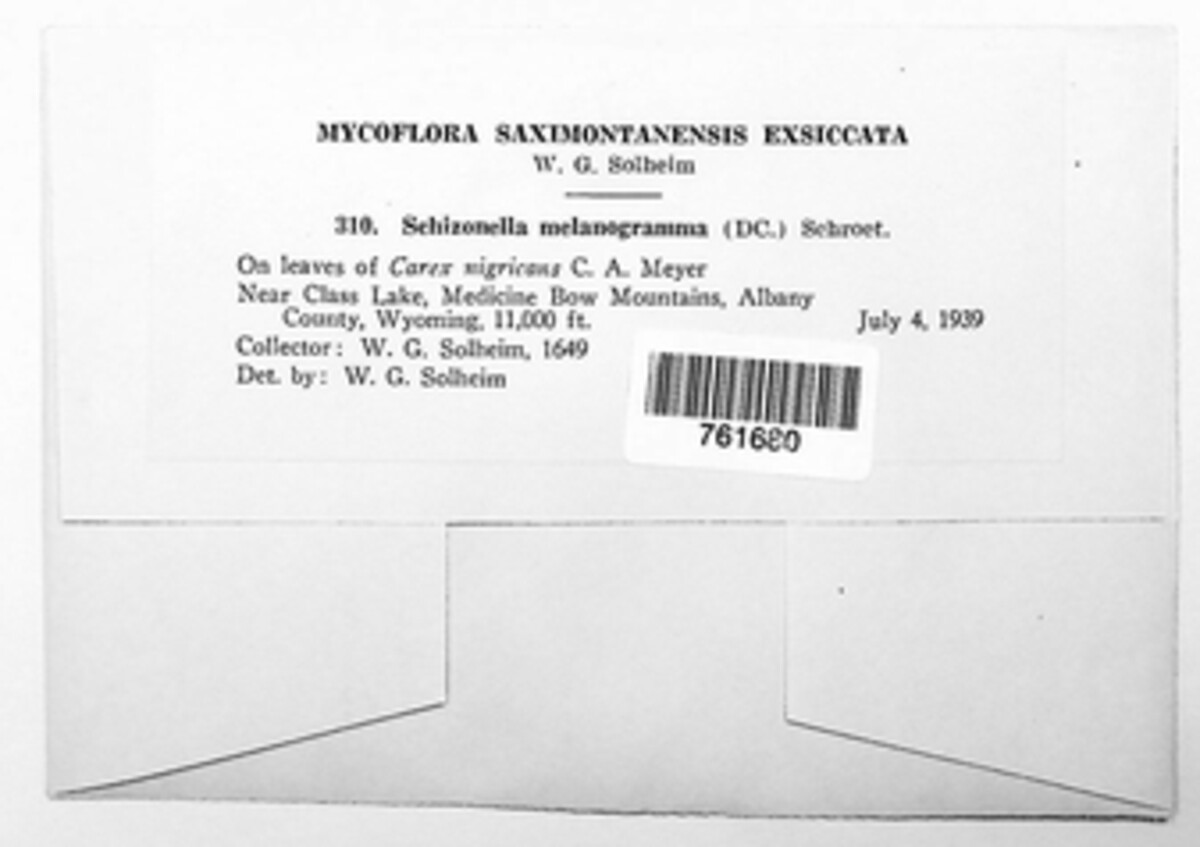 MYCOFLORA SAXIMONTANENSIS EXSICCATA
W. G. Solheim
310. Schizonella melanogramma (DC.) Schroet.
On leaves of Carex nigricans C. A. Meyer
Near Class Lake, Medicine Bow Mountains, Albany
County, Wyoming, 11,000 ft. July 4, 1939
Collector: W. G. Solheim, 1649
Det. by: W. G. Solheim
761680